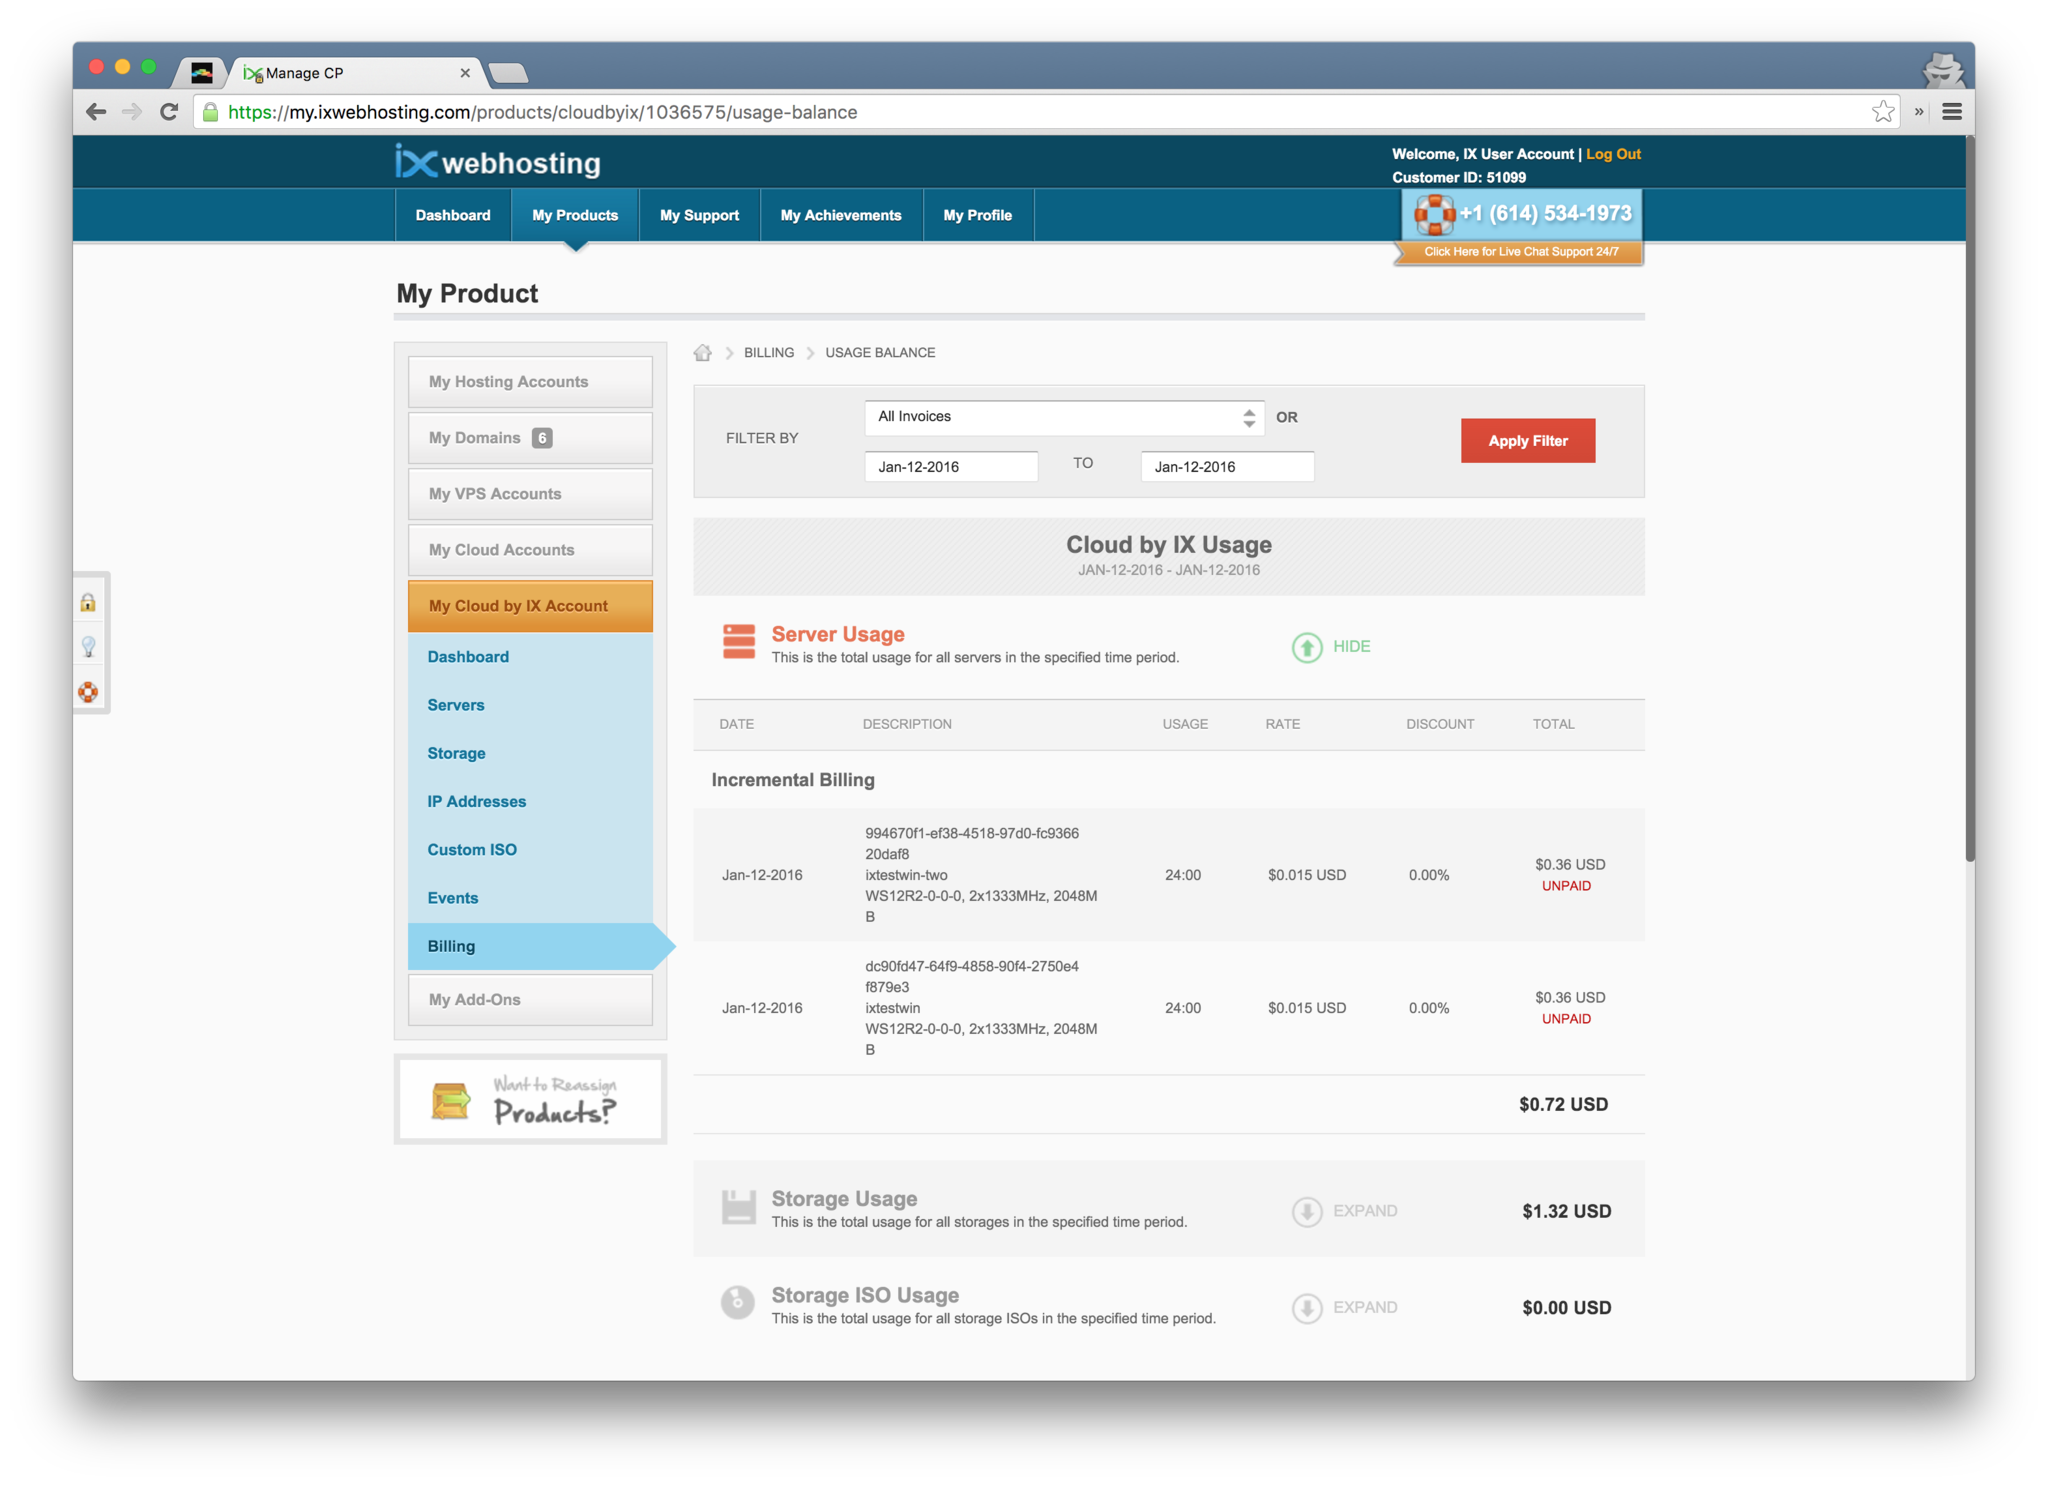 Manage CP
https://my.ixwebhosting.com/products/cloudbyix/1036575/usage-balance
ix webhosting
Welcome, IX User Account | Log Out
Customer ID: 51099
Dashboard
My Products
My Support
My Achievements
My Profile
+1 (614) 534-1973
Click Here for Live Chat Support 24/7
My Product
My Hosting Accounts
My Domains 6
My VPS Accounts
My Cloud Accounts
My Cloud by IX Account
Dashboard
Servers
Storage
IP Addresses
Custom ISO
Events
Billing
My Add-Ons
Want to Reassign
Products?
BILLING
USAGE BALANCE
FILTER BY
All Invoices
OR
Jan-12-2016
TO
Jan-12-2016
Apply Filter
Cloud by IX Usage
JAN-12-2016 - JAN-12-2016
Server Usage
This is the total usage for all servers in the specified time period.
HIDE
DATE DESCRIPTION USAGE RATE DISCOUNT TOTAL
Incremental Billing
994670f1-ef38-4518-97d0-fc9366
20daf8
Jan-12-2016 ixtestwin-two 24:00 $0.015 USD 0.00% $0.36 USD
UNPAID
WS12R2-0-0-0, 2x1333MHz, 2048M
B
dc90fd47-64f9-4858-90f4-2750e4
f879e3
Jan-12-2016 ixtestwin 24:00 $0.015 USD 0.00% $0.36 USD
UNPAID
WS12R2-0-0-0, 2x1333MHz, 2048M
B
$0.72 USD
Storage Usage
This is the total usage for all storages in the specified time period.
EXPAND
$1.32 USD
Storage ISO Usage
This is the total usage for all storage ISOs in the specified time period.
EXPAND
$0.00 USD